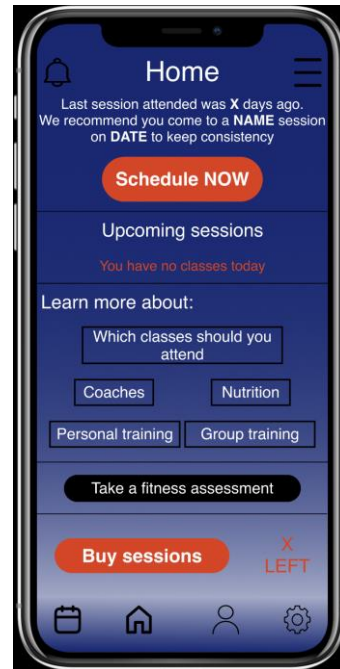 Home
Last session attended was X days ago.
We recommend you come to a NAME session
on DATE to keep consistency
Schedule NOW
Upcoming sessions
You have no classes today
Learn more about:
Which classes should you
attend
Coaches
Nutrition
Personal training
Group training
Take a fitness assessment
Buy sessions
X
LEFT